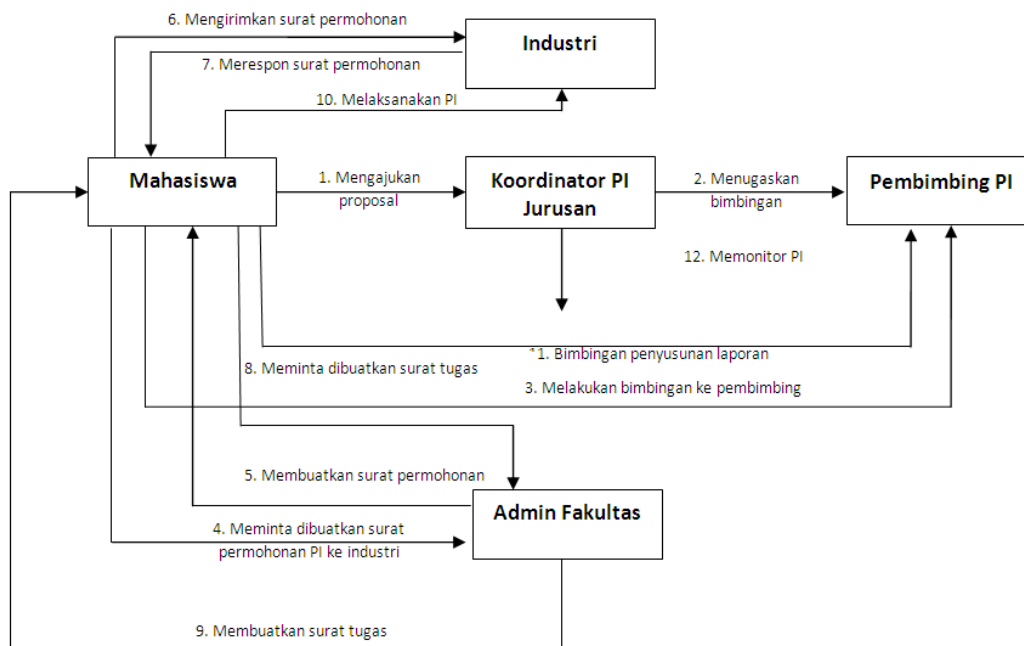 6. Mengirimkan surat permohonan
Industri
7. Merespon surat permohonan
10. Melaksanakan PI
Mahasiswa
1. Mengajukan
proposal
Koordinator PI
Jurusan
2. Menugaskan
bimbingan
Pembimbing PI
12. Memonitor PI
1. Bimbingan penyusunan laporan
8. Meminta dibuatkan surat tugas
3. Melakukan bimbingan ke pembimbing
5. Membuatkan surat permohonan
Admin Fakultas
4. Meminta dibuatkan surat
permohonan PI ke industri
9. Membuatkan surat tugas